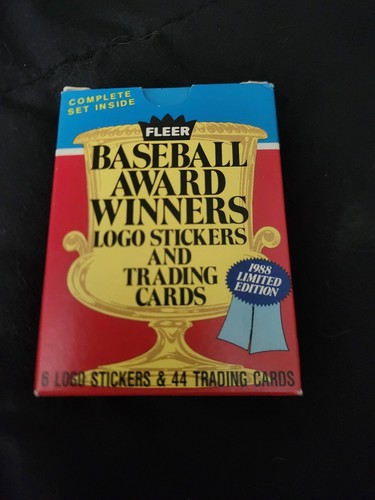 COMPLETE
SET INSIDE
FLEER
BASEBALL
AWARD
WINNERS
LOGO STICKERS
AND
TRADING
CARDS
1988
LIMITED
EDITION
6 LOGO STICKERS & 44 TRADING CARDS